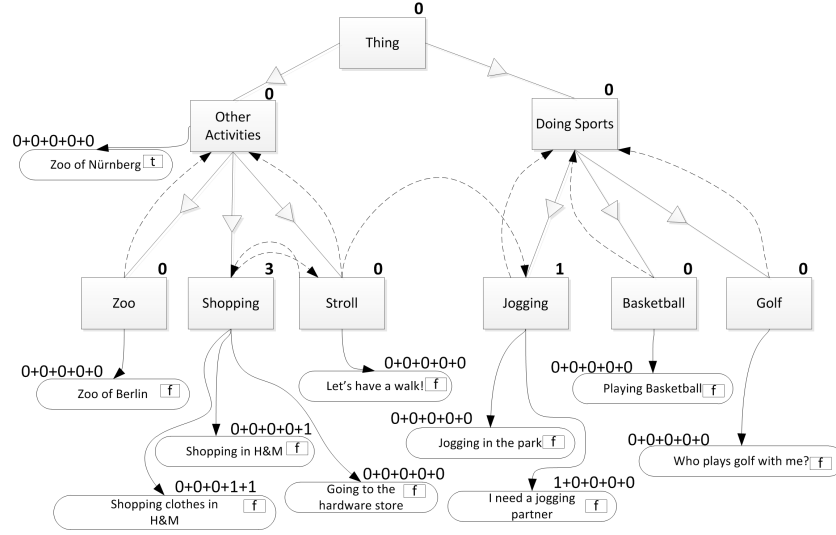 0
Thing
0
0
Other
Activities
Doing Sports
0+0+0+0+0
Zoo of Nürnberg t
0
3
0
1
0
0
Zoo
Shopping
Stroll
Jogging
Basketball
Golf
0+0+0+0+0
Zoo of Berlin f
0+0+0+0+0
Let's have a walk! f
0+0+0+0+0
Playing Basketball f
0+0+0+0+1
Shopping in H&M f
0+0+0+0+0
Jogging in the park f
0+0+0+0+0
Who plays golf with me? f
0+0+0+1+1
Shopping clothes in f
H&M
0+0+0+0+0
Going to the f
hardware store
1+0+0+0+0
I need a jogging f
partner